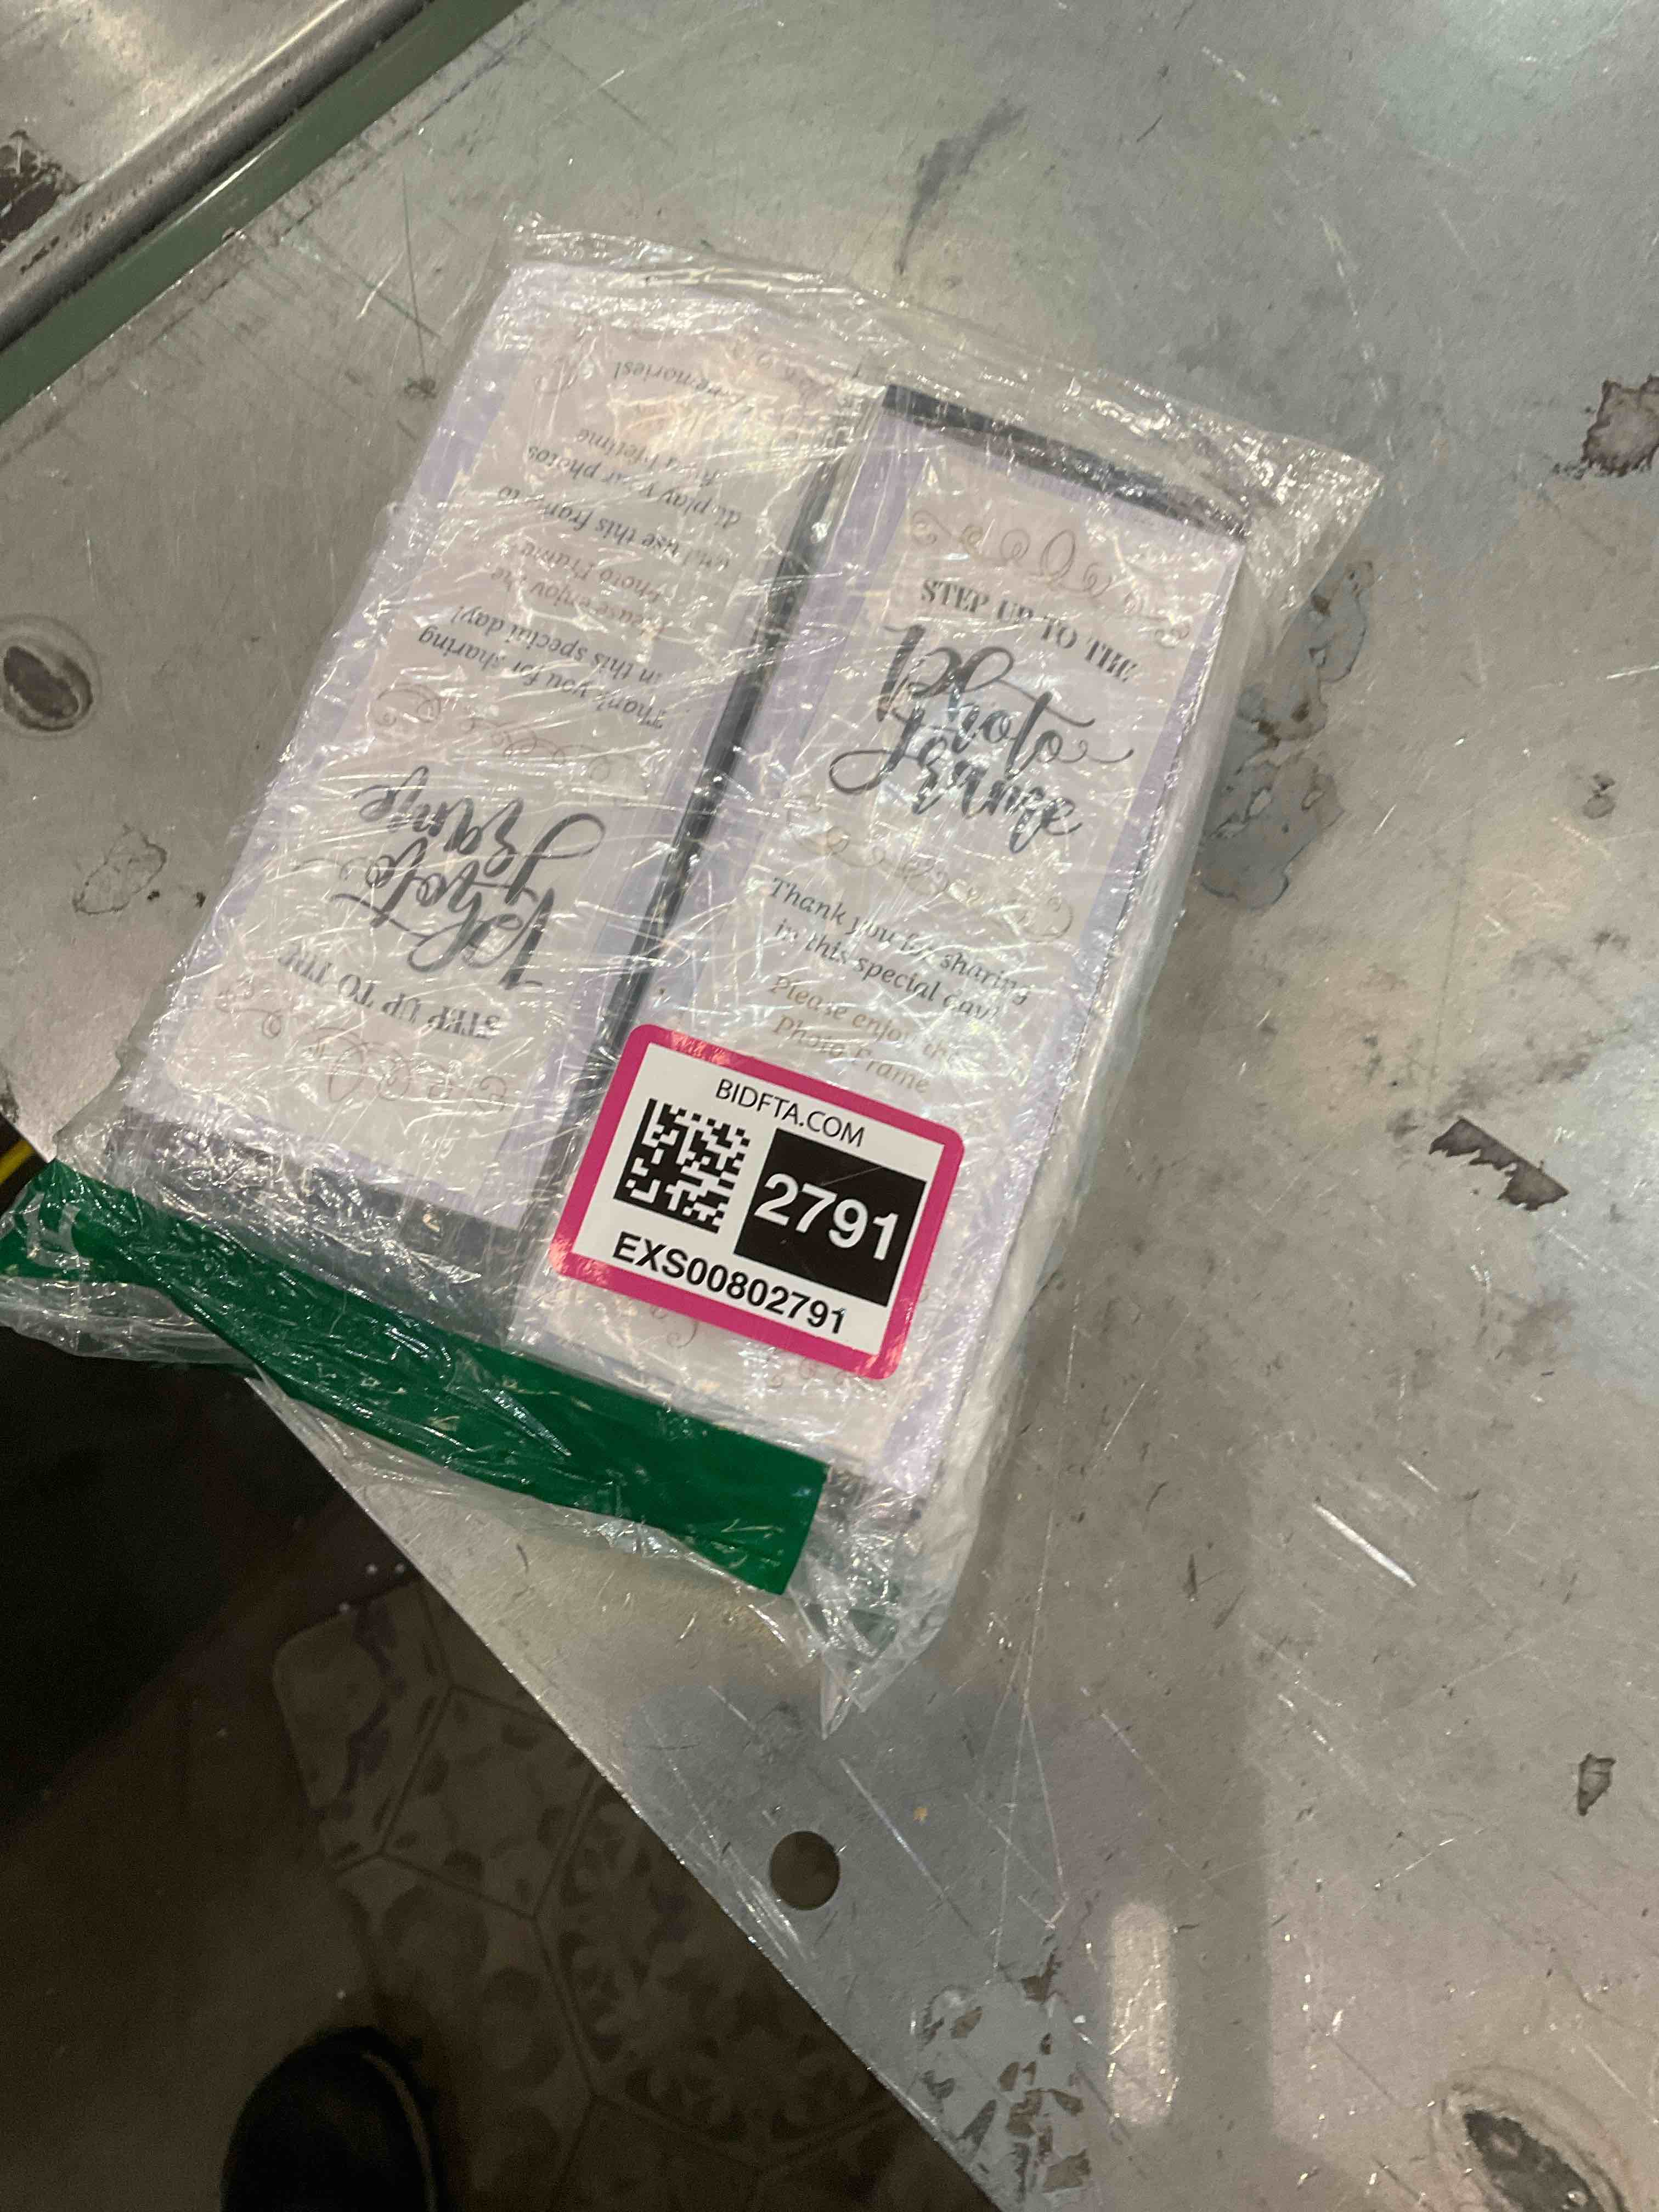 STEP UP TO THE
Photo
Frame
Thank you for sharing
in this special day!
Please enjoy the
Photo Frame
and use this frame to
display your photos
for a lifetime
memories!
STEP UP TO THE
Photo
Frame
Thank you for sharing
in this special day!
Please enjoy the
Photo Frame
BIDFTA.COM
2791
EXS00802791